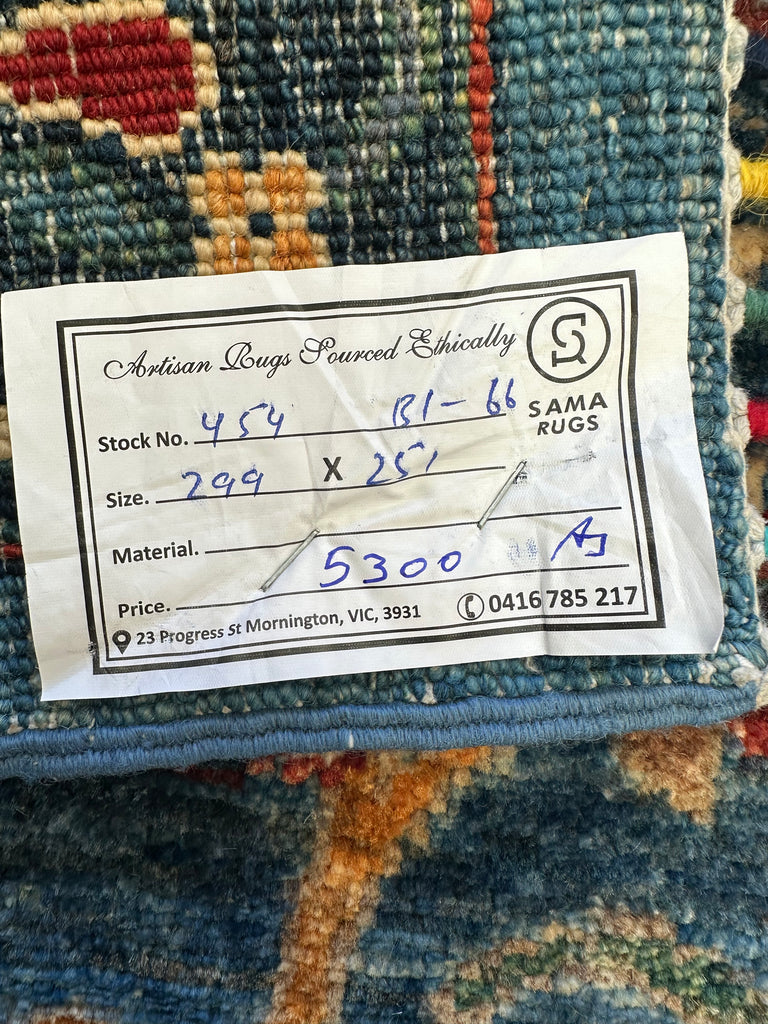 Artisan Rugs Sourced Ethically
SAMA
RUGS
Stock No. 454 B1-66
Size. 299 X 251
Material.
Price. 5300
23 Progress St Mornington, VIC, 3931
0416 785 217